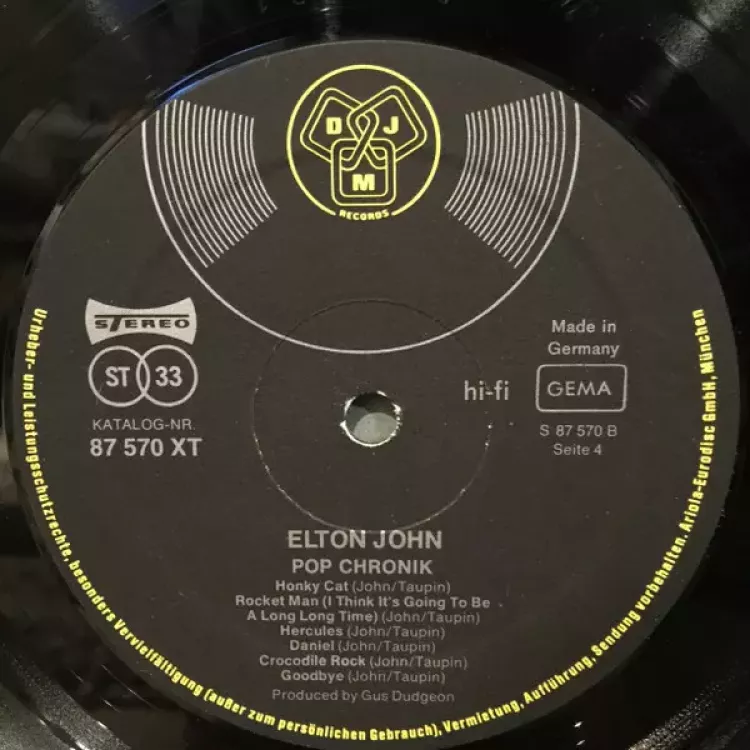 D J
M
RECORDS
STEREO
ST 33
KATALOG-NR.
87 570 XT
Made in
Germany
hi-fi
GEMA
S 87 570 B
Seite 4
ELTON JOHN
POP CHRONIK
Honky Cat (John/Taupin)
Rocket Man (I Think It's Going To Be
A Long Long Time) (John/Taupin)
Hercules (John/Taupin)
Daniel (John/Taupin)
Crocodile Rock (John/Taupin)
Goodbye (John/Taupin)
Produced by Gus Dudgeon
Urheber- und Leistungsschutzrechte, besonders Vervielfältigung (außer zum persönlichen Gebrauch), Vermietung, Aufführung, Sendung vorbehalten. Ariola-Eurodisc GmbH, München